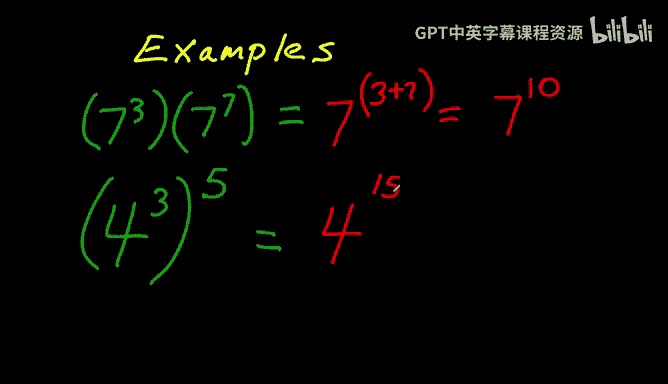 GPT中英字幕课程资源 bilibili
Examples
(7³)(7⁷) = 7⁽³⁺⁷⁾ = 7¹⁰
(4³)⁵ = 4¹⁵